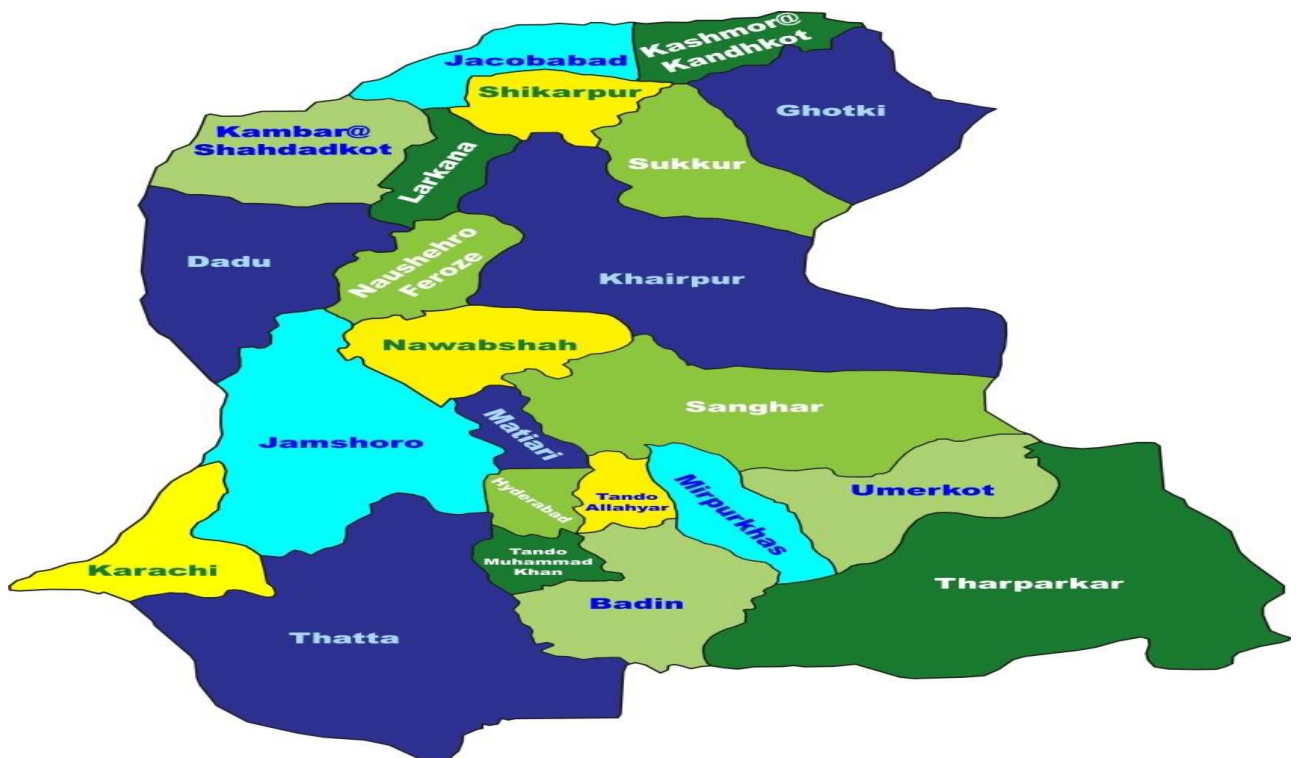 Kashmor@
Kandhkot
Jacobabad
Shikarpur
Ghotki
Kambar@
Shahdadkot
Larkana
Sukkur
Dadu
Naushehro
Feroze
Khairpur
Nawabshah
Sanghar
Matiari
Jamshoro
Hyderabad
Tando
Allahyar
Mirpurkhas
Umerkot
Tando
Muhammad
Khan
Karachi
Badin
Tharparkar
Thatta